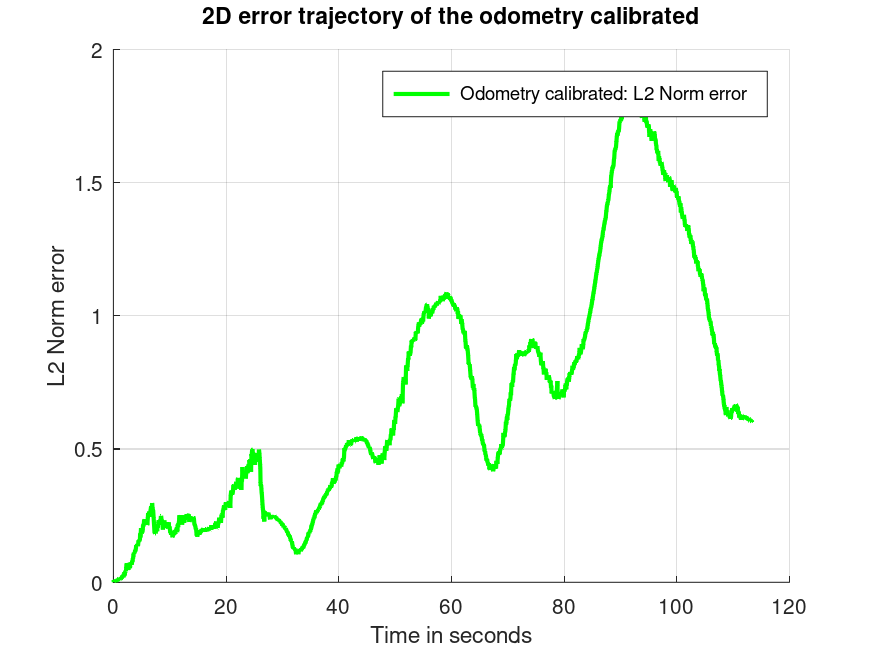 2D error trajectory of the odometry calibrated
2
Odometry calibrated: L2 Norm error
1.5
1
0.5
0
L2 Norm error
0 20 40 60 80 100 120
Time in seconds